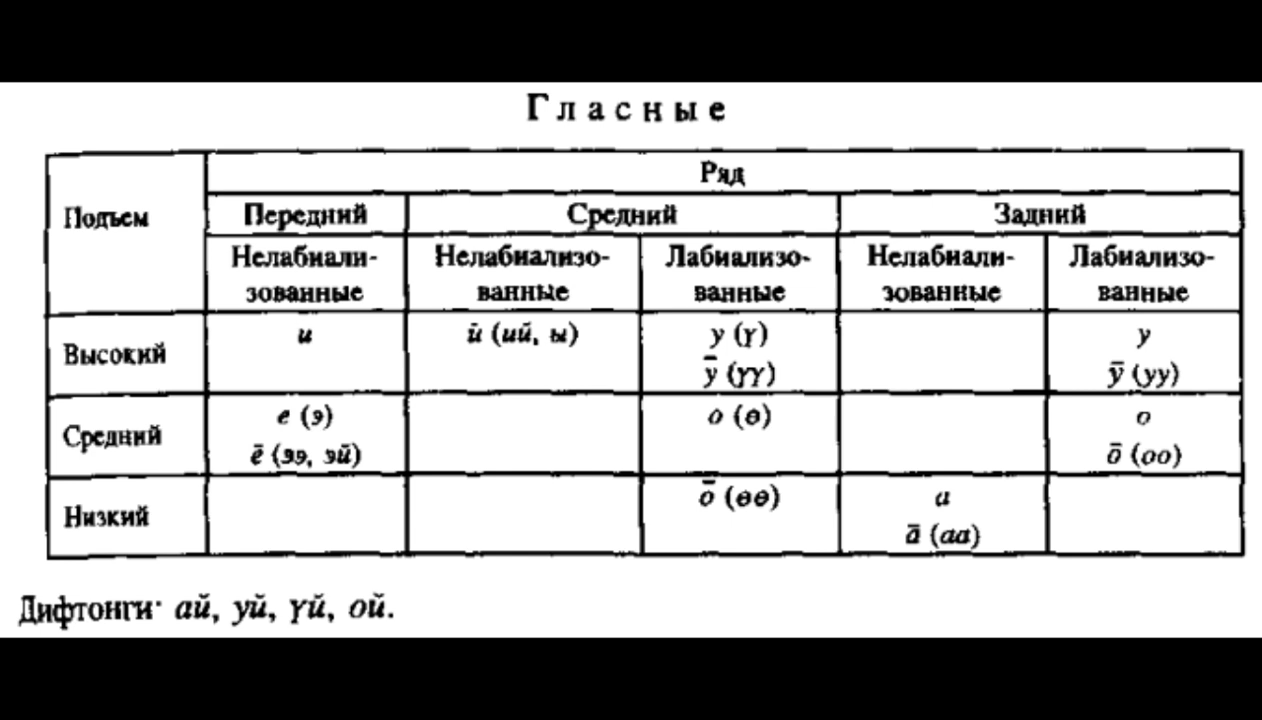 Гласные
Подъем Ряд
Передний Средний Задний
Нелабиали- Нелабиализо- Лабиализо- Нелабиали- Лабиализо-
зованные ванные ванные зованные ванные
Высокий и ӣ (ий, ы) у (ү) у
ӯ (үү) ӯ (уу)
Средний е (э) о (ө) о
е̄ (ээ, эй) о̄ (оо)
Низкий о̄ (өө) а
а̄ (аа)
Дифтонги: ай, уй, үй, ой.